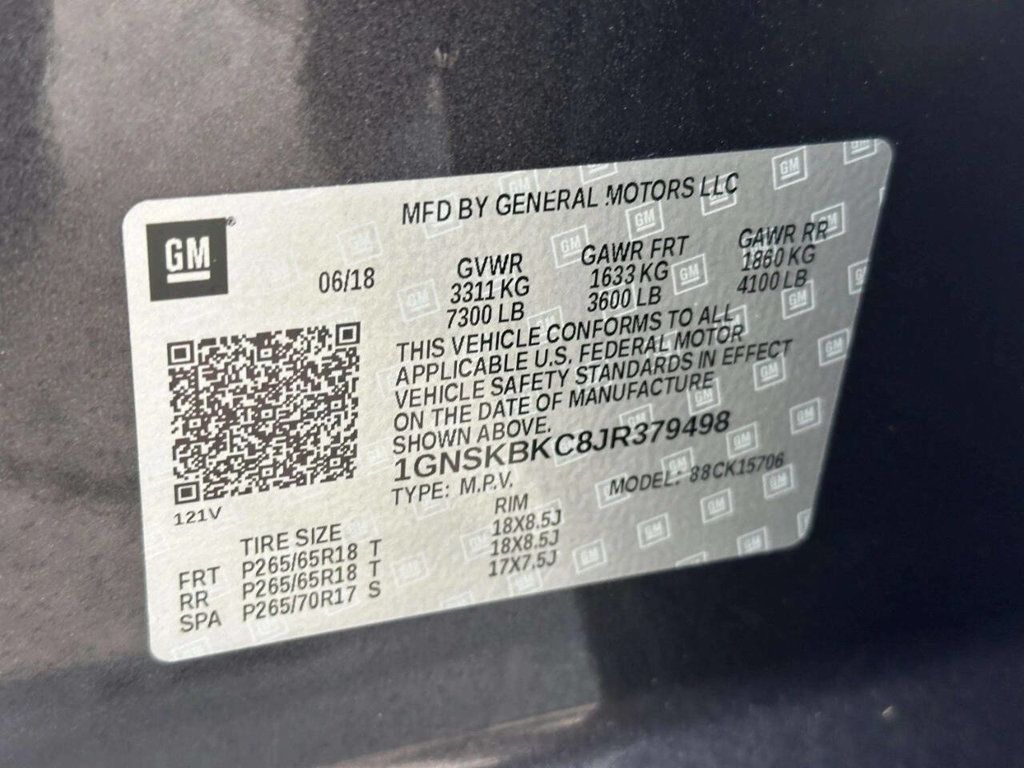 MFD BY GENERAL MOTORS LLC
GM
06/18
GVWR GAWR FRT GAWR RR
3311 KG 1633 KG 1860 KG
7300 LB 3600 LB 4100 LB
THIS VEHICLE CONFORMS TO ALL
APPLICABLE U.S. FEDERAL MOTOR
VEHICLE SAFETY STANDARDS IN EFFECT
ON THE DATE OF MANUFACTURE
SHOWN ABOVE.
1GNSKBKC8JR379498
TYPE: M.P.V. MODEL: 88CK15706
121V
TIRE SIZE RIM
FRT P265/65R18 T 18X8.5J
RR P265/65R18 T 18X8.5J
SPA P265/70R17 S 17X7.5J